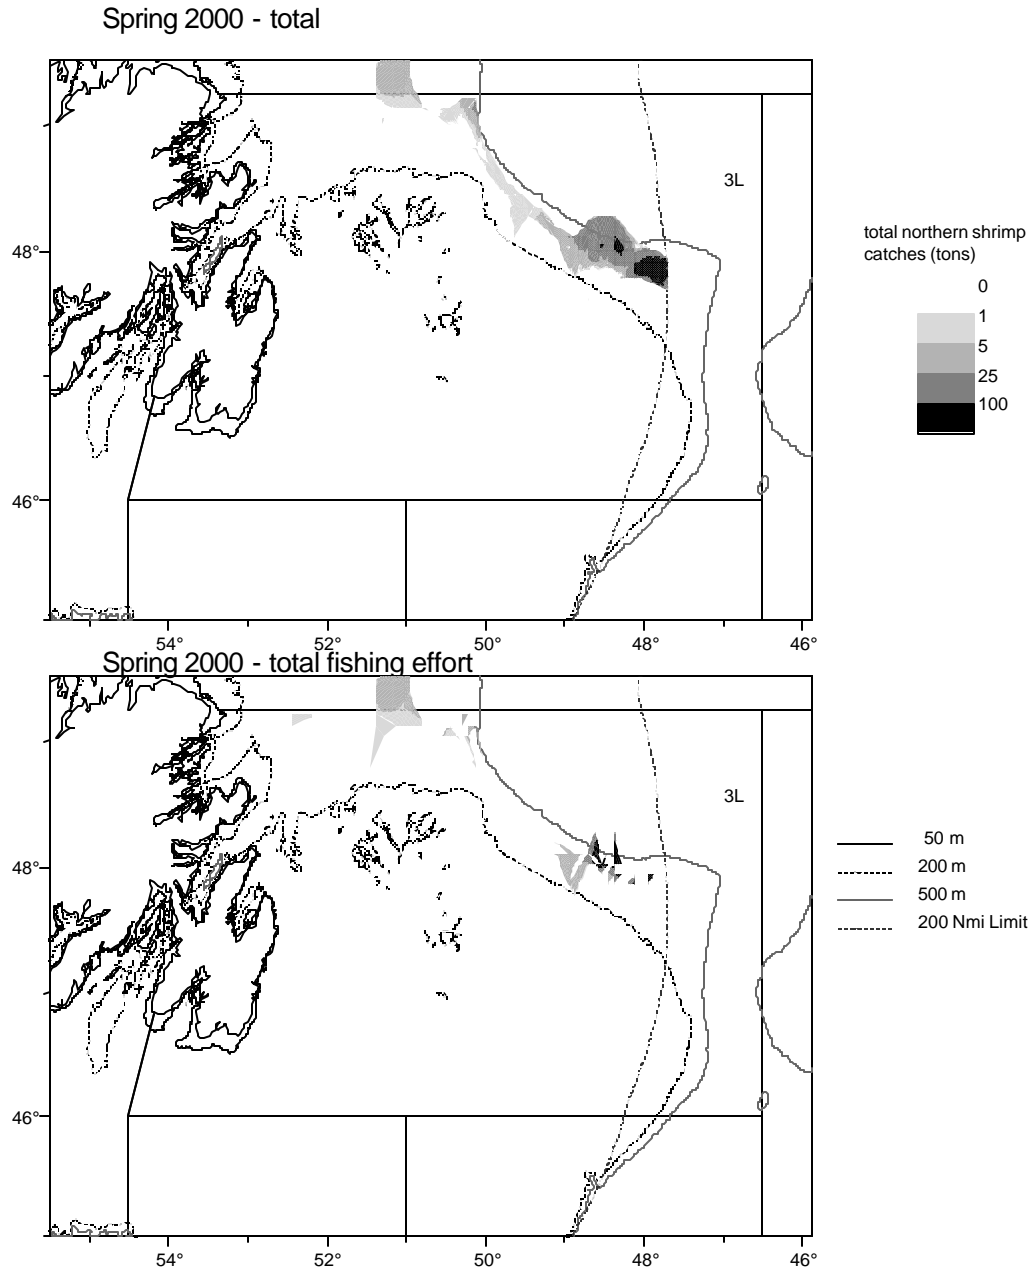 Spring 2000 - total
3L
48°
46°
54° 52° 50° 48° 46°
total northern shrimp
catches (tons)
0
1
5
25
100
Spring 2000 - total fishing effort
3L
48°
46°
54° 52° 50° 48° 46°
50 m
200 m
500 m
200 Nmi Limit